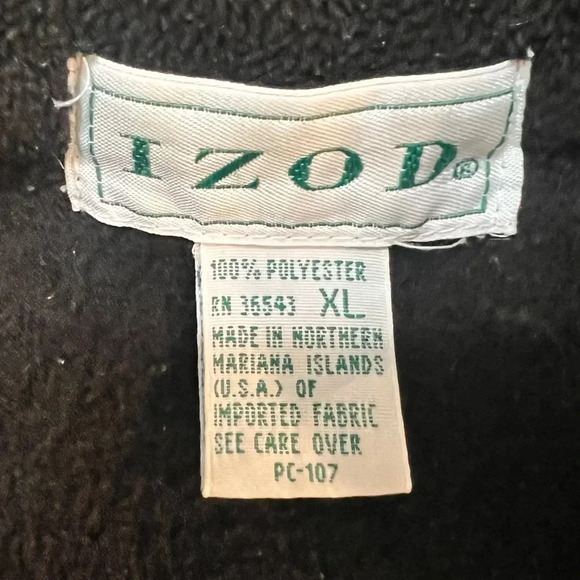 IZOD®
100% POLYESTER
RN 36543 XL
MADE IN NORTHERN
MARIANA ISLANDS
(U.S.A.) OF
IMPORTED FABRIC
SEE CARE OVER
PC-107